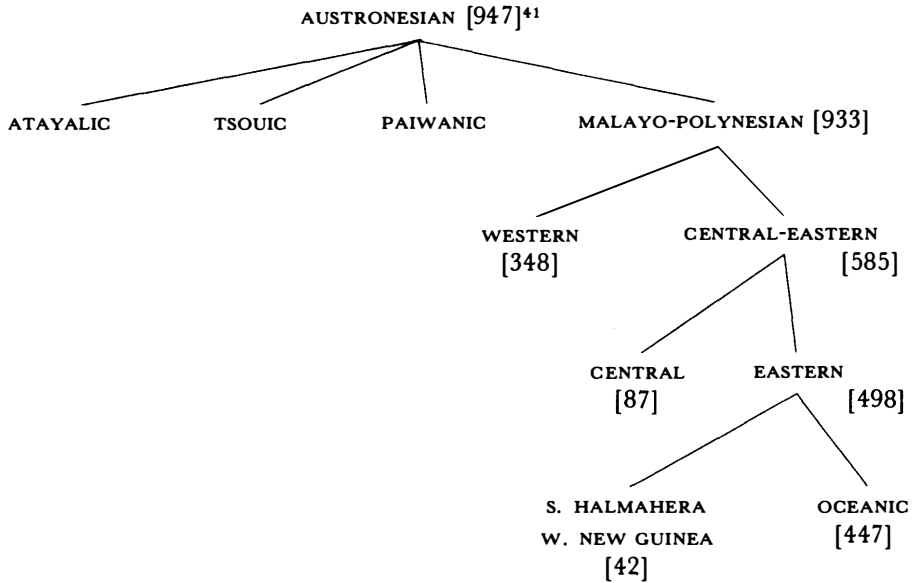 AUSTRONESIAN [947]⁴¹
ATAYALIC TSOUIC PAIWANIC MALAYO-POLYNESIAN [933]
WESTERN CENTRAL-EASTERN
[348] [585]
CENTRAL EASTERN
[87] [498]
S. HALMAHERA OCEANIC
W. NEW GUINEA [447]
[42]